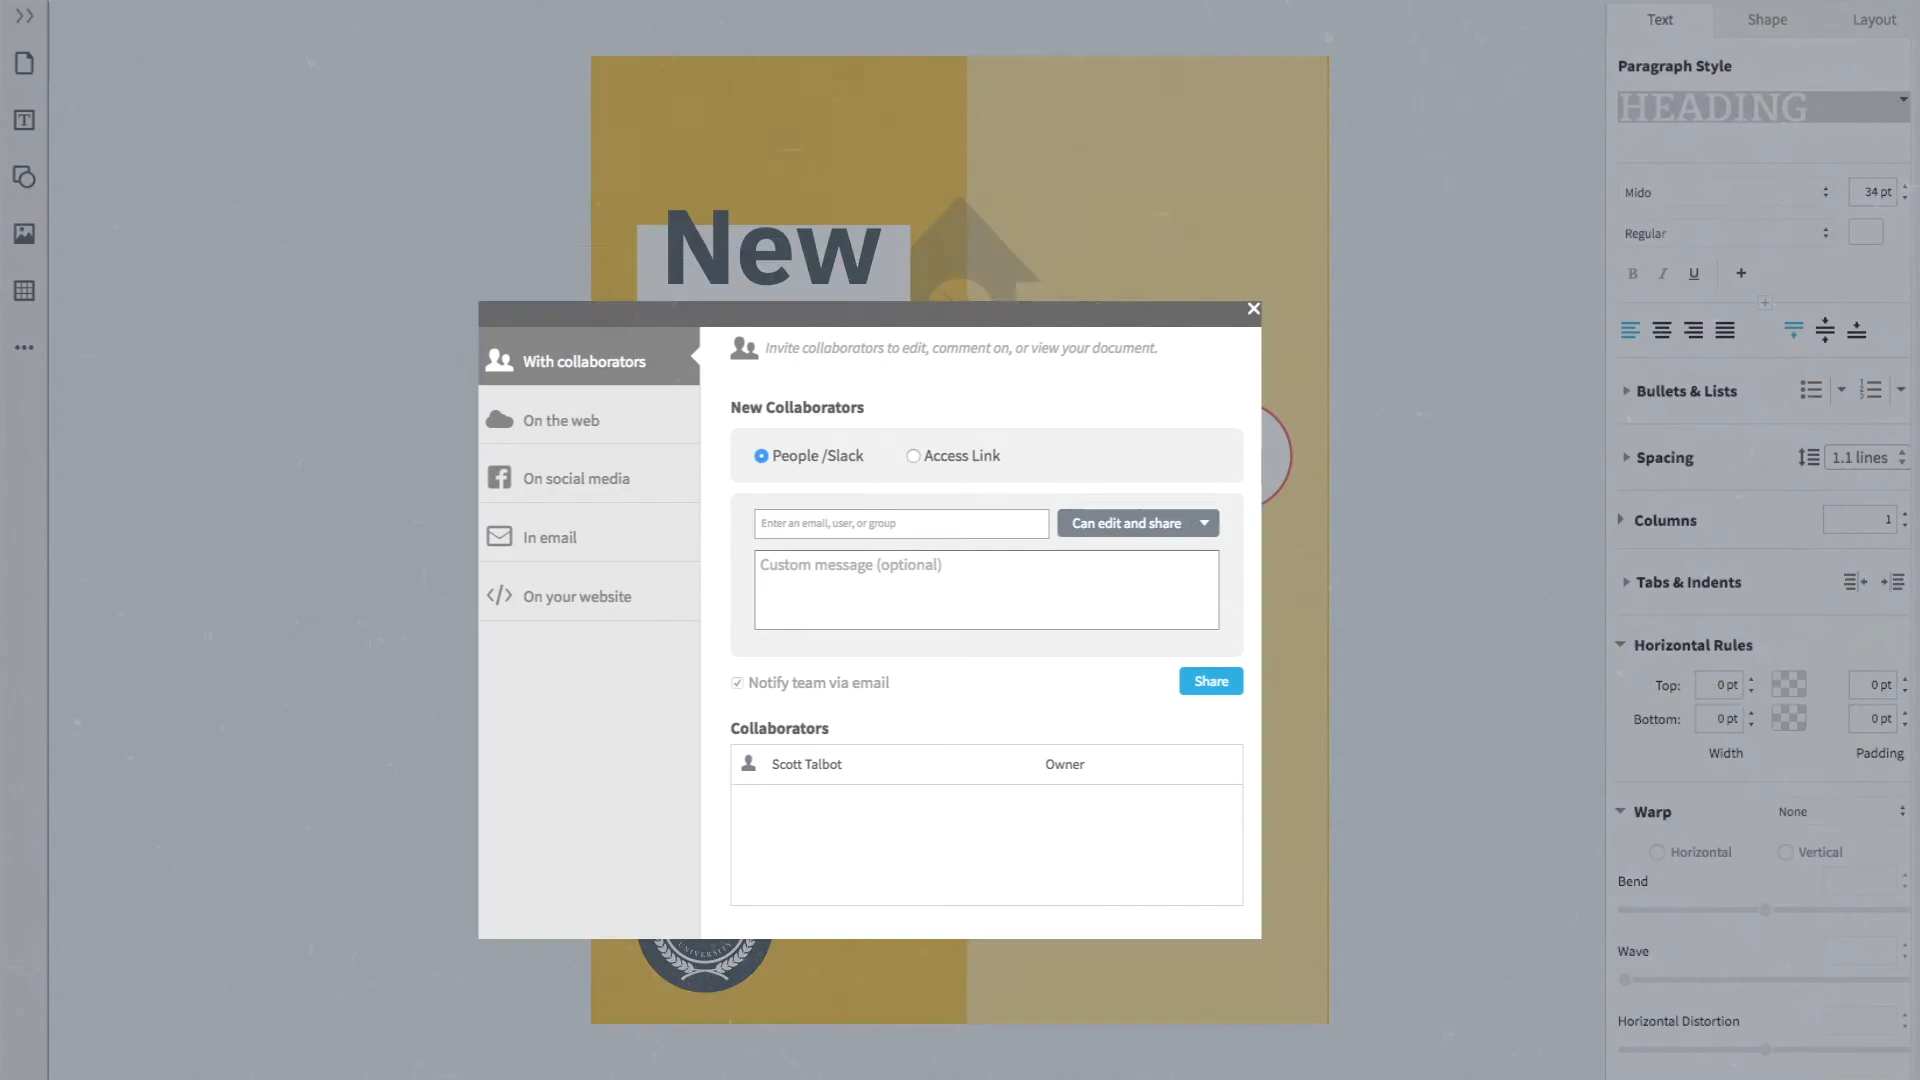 Text
Shape
Layout
Paragraph Style
HEADING
Mido
34 pt
Regular
B
I
U
New
With collaborators
Invite collaborators to edit, comment on, or view your document.
On the web
On social media
In email
On your website
New Collaborators
People /Slack
Access Link
Enter an email, user, or group
Can edit and share
Custom message (optional)
Notify team via email
Share
Collaborators
Scott Talbot
Owner
UNIVERSITY
Bullets & Lists
Spacing
1.1 lines
Columns
1
Tabs & Indents
Horizontal Rules
Top:
0 pt
0 pt
Bottom:
0 pt
0 pt
Width
Padding
Warp
None
Horizontal
Vertical
Bend
Wave
Horizontal Distortion